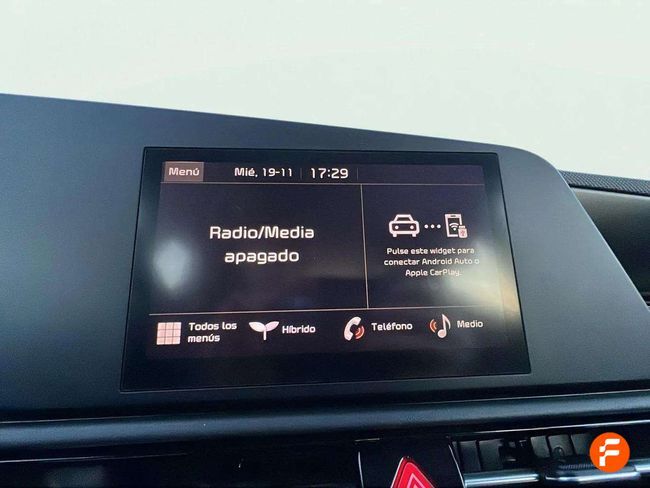 Menú
Mié, 19-11
17:29
Radio/Media
apagado
Pulse este widget para
conectar Android Auto o
Apple CarPlay.
Todos los
menús
Híbrido
Teléfono
Medio